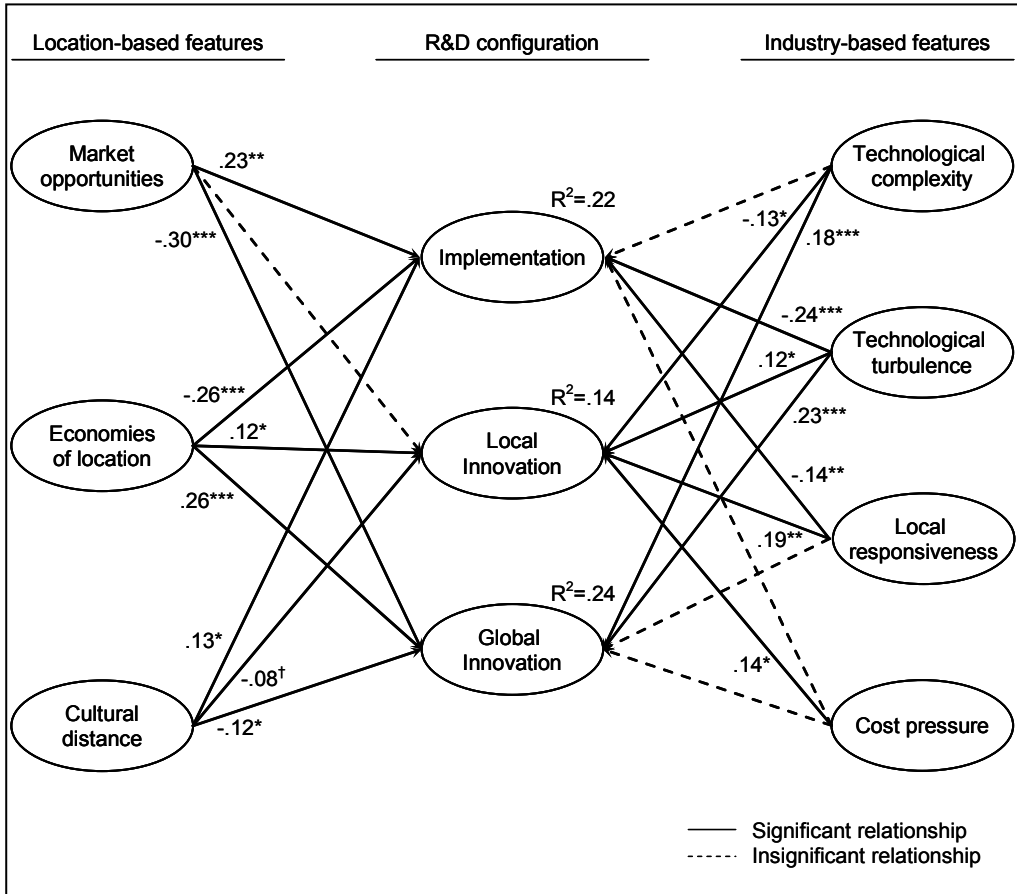 Location-based features
R&D configuration
Industry-based features
Market
opportunities
Economies
of location
Cultural
distance
.23**
-.30***
-.26***
.12*
.26***
.13*
-.08†
-.12*
R²=.22
Implementation
R²=.14
Local
Innovation
R²=.24
Global
Innovation
Technological
complexity
Technological
turbulence
Local
responsiveness
Cost pressure
-.13*
.18***
-.24***
.12*
.23***
-.14**
.19**
.14*
Significant relationship
Insignificant relationship